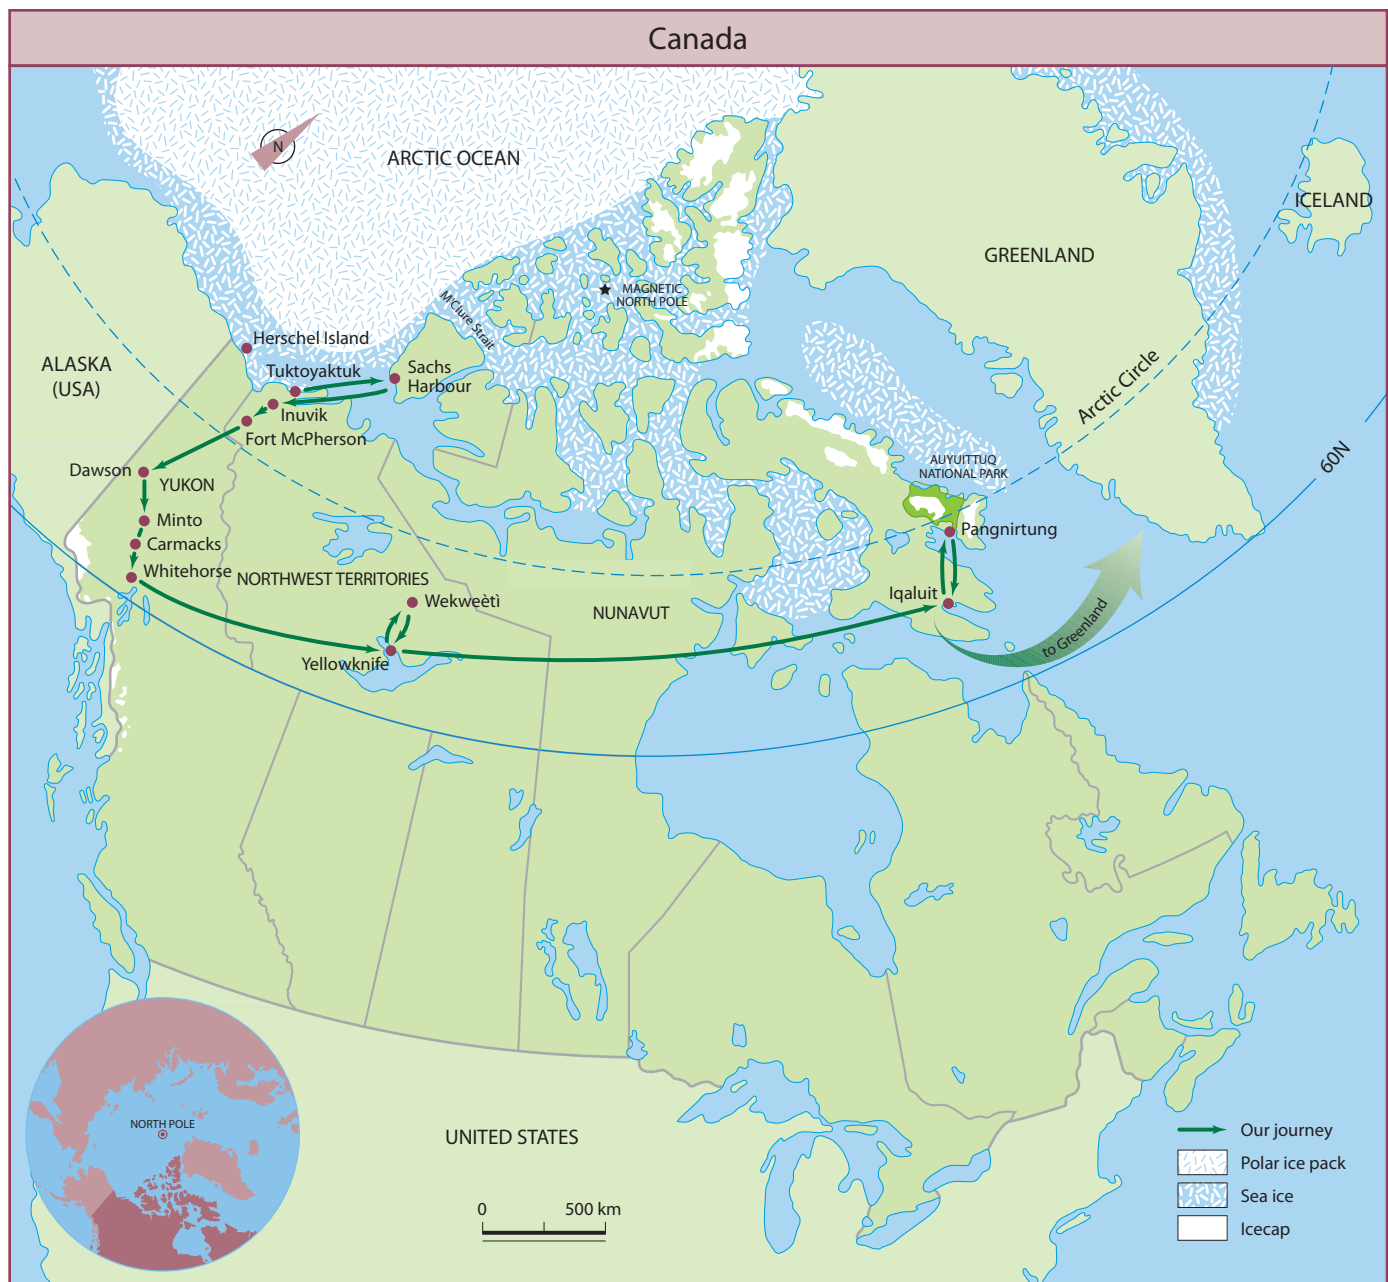 Canada
N
ARCTIC OCEAN
ICELAND
GREENLAND
MAGNETIC
NORTH POLE
M'Clure Strait
Herschel Island
ALASKA
(USA)
Tuktoyaktuk
Sachs
Harbour
Arctic Circle
Inuvik
Fort McPherson
60N
AUYUITTUQ
NATIONAL PARK
Dawson
YUKON
Minto
Pangnirtung
Carmacks
Whitehorse
NORTHWEST TERRITORIES
Iqaluit
Wekweètì
NUNAVUT
to Greenland
Yellowknife
NORTH POLE
UNITED STATES
0 500 km
Our journey
Polar ice pack
Sea ice
Icecap